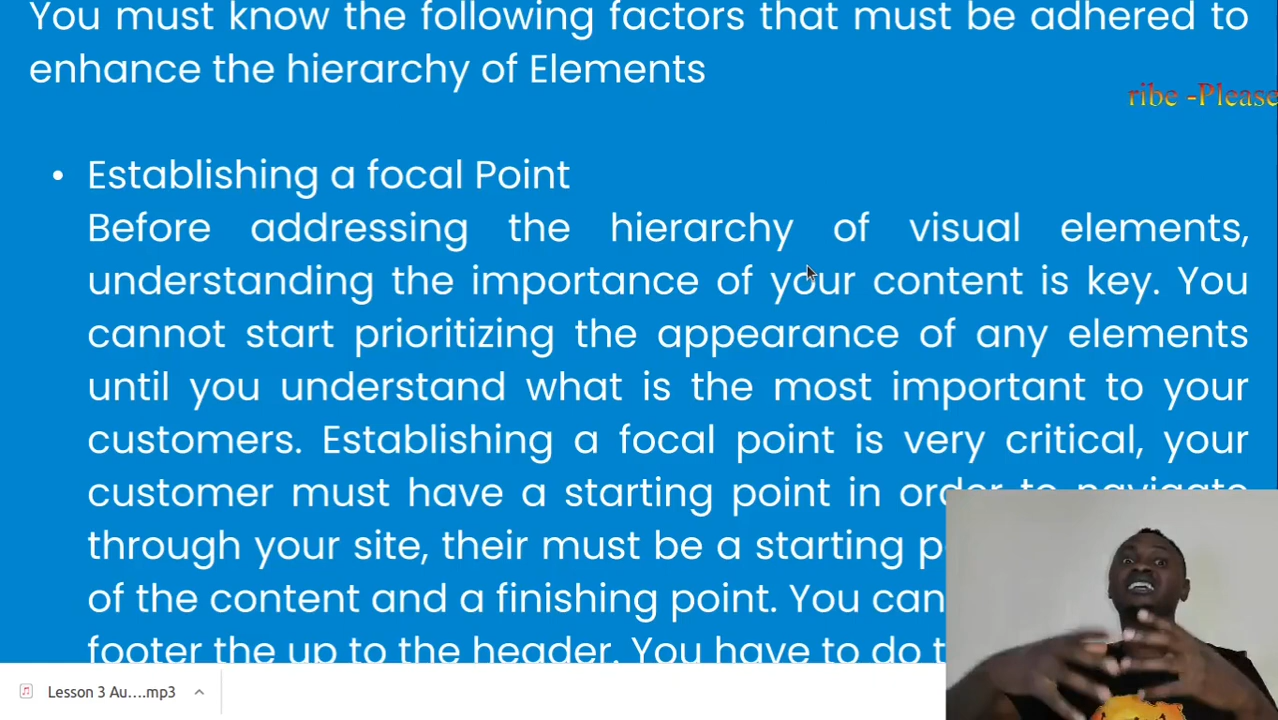 You must know the following factors that must be adhered to
enhance the hierarchy of Elements
ribe -Please
• Establishing a focal Point
Before addressing the hierarchy of visual elements,
understanding the importance of your content is key. You
cannot start prioritizing the appearance of any elements
until you understand what is the most important to your
customers. Establishing a focal point is very critical, your
customer must have a starting point in order to navigate
through your site, their must be a starting
of the content and a finishing point. You can
footer the up to the header. You have to do
Lesson 3 Au....mp3